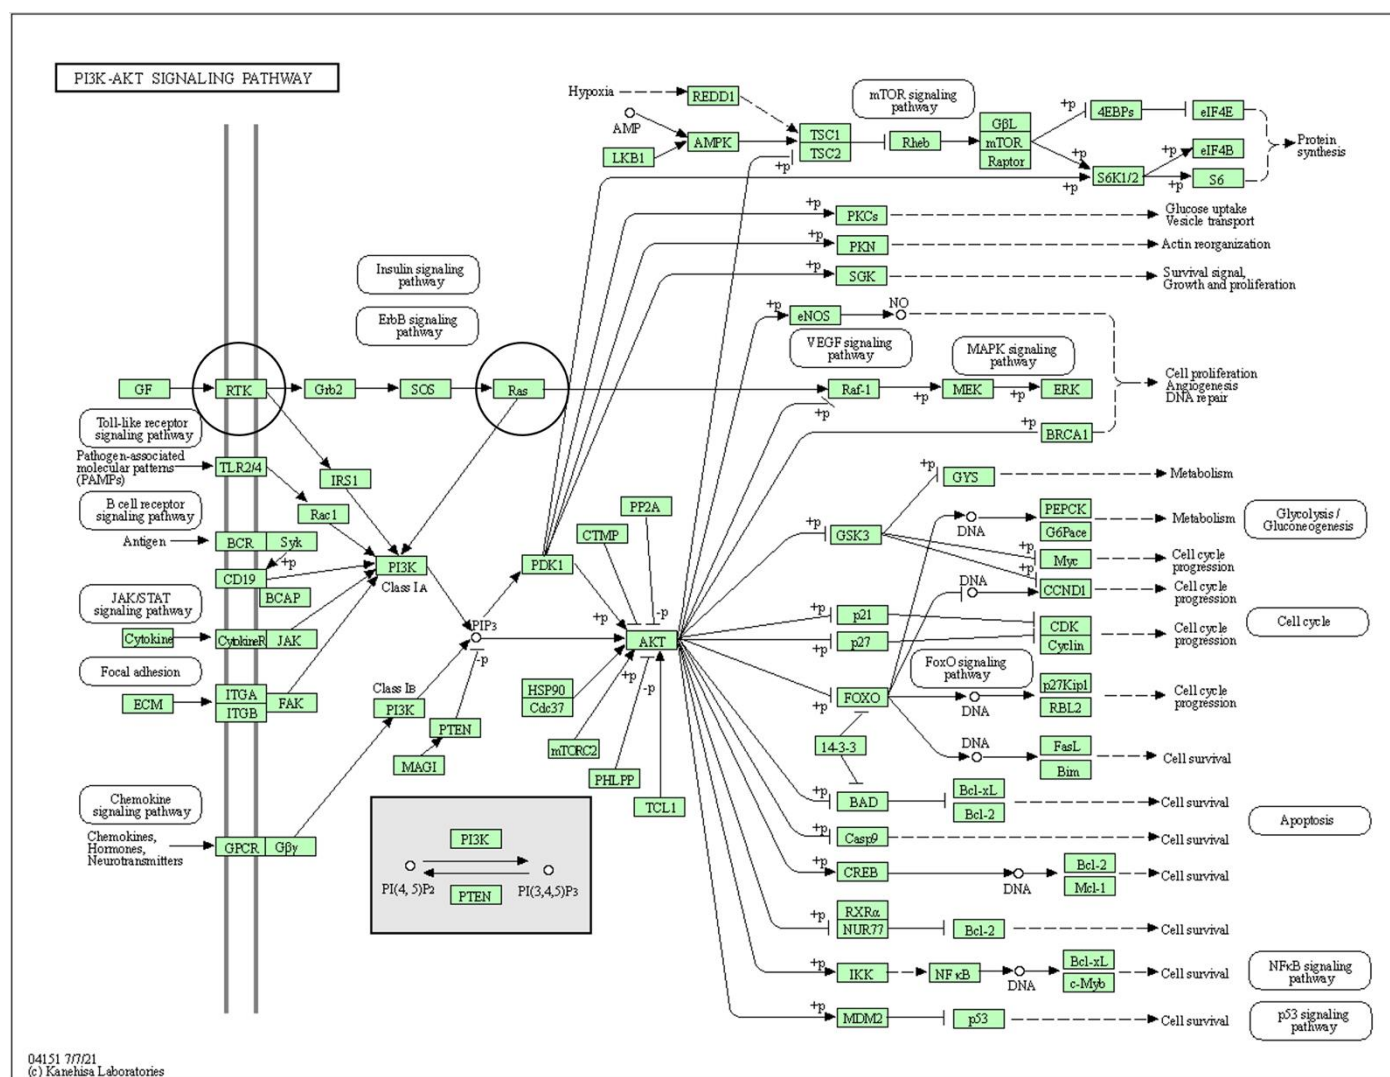 PI3K-AKT SIGNALING PATHWAY
Hypoxia
REDD1
mTOR signaling
pathway
+p
4EBPs
eIF4E
AMP
AMPK
LKB1
TSC1
TSC2
+p
Rheb
GβL
mTOR
Raptor
+p
S6K1/2
+p
+p
eIF4B
+p
S6
Protein
synthesis
+p
PKCs
Glucose uptake
Vesicle transport
+p
PKN
Actin reorganization
+p
SGK
Survival signal,
Growth and proliferation
Insulin signaling
pathway
ErbB signaling
pathway
+p
eNOS
NO
VEGF signaling
pathway
MAPK signaling
pathway
GF
RTK
Grb2
SOS
Ras
Raf-1
+p
+p
MEK
+p
ERK
Cell proliferation
Angiogenesis
DNA repair
+p
BRCA1
Toll-like receptor
signaling pathway
Pathogen-associated
molecular patterns
(PAMPs)
TLR2/4
IRS1
Rac1
B cell receptor
signaling pathway
Antigen
BCR
Syk
+p
CD19
BCAP
PI3K
Class IA
PDK1
CTMP
PP2A
+p
GYS
Metabolism
+p
GSK3
DNA
PEPCK
G6Pace
Metabolism
Glycolysis /
Gluconeogenesis
+p
Myc
Cell cycle
progression
DNA
+p
CCND1
Cell cycle
progression
JAK/STAT
signaling pathway
Cytokine
CytokineR
JAK
PIP3
-p
+p
-p
AKT
+p
p21
+p
p27
CDK
Cyclin
Cell cycle
progression
Cell cycle
Focal adhesion
ECM
ITGA
ITGB
FAK
Class IB
PI3K
PTEN
MAGI
HSP90
Cdc37
+p
-p
mTORC2
PHLPP
TCL1
FoxO signaling
pathway
+p
FOXO
DNA
p27Kip1
RBL2
Cell cycle
progression
14-3-3
DNA
FasL
Bim
Cell survival
+p
BAD
Bcl-xL
Bcl-2
Cell survival
+p
Casp9
Cell survival
Apoptosis
Chemokine
signaling pathway
Chemokines,
Hormones,
Neurotransmitters
GPCR
Gβγ
PI3K
PI(4, 5)P2
PTEN
PI(3,4,5)P3
+p
CREB
DNA
Bcl-2
Mcl-1
Cell survival
+p
RXRα
NUR77
Bcl-2
Cell survival
+p
IKK
NFκB
DNA
Bcl-xL
c-Myb
Cell survival
NFκB signaling
pathway
+p
MDM2
p53
Cell survival
p53 signaling
pathway
04151 7/7/21
(c) Kanehisa Laboratories